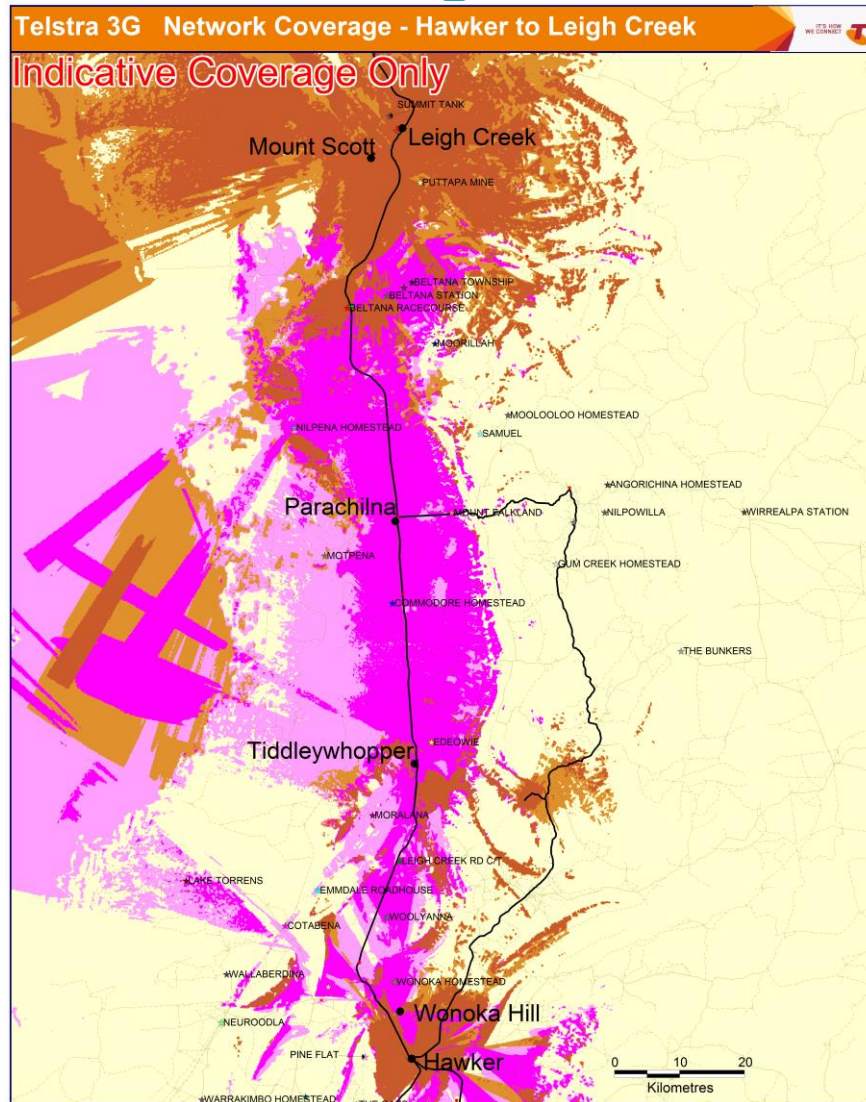 Telstra 3G Network Coverage - Hawker to Leigh Creek
IT'S HOW
WE CONNECT
Indicative Coverage Only
SUMMIT TANK
Leigh Creek
Mount Scott
PUTTAPA MINE
BELTANA TOWNSHIP
BELTANA STATION
BELTANA RACECOURSE
MOORILLAH
MOOLOOLOO HOMESTEAD
NILPENA HOMESTEAD
SAMUEL
ANGORICHINA HOMESTEAD
Parachilna
MOUNT FALKLAND
NILPOWILLA
WIRREALPA STATION
MOTPENA
GUM CREEK HOMESTEAD
COMMODORE HOMESTEAD
THE BUNKERS
EDEOWIE
Tiddleywhopper
MORALANA
LEIGH CREEK RD C/T
LAKE TORRENS
EMMDALE ROADHOUSE
WOOLYANNA
COTABENA
WALLABERDINA
WONOKA HOMESTEAD
Wonoka Hill
NEUROODLA
PINE FLAT
Hawker
0 10 20
Kilometres
WARRAKIMBO HOMESTEAD